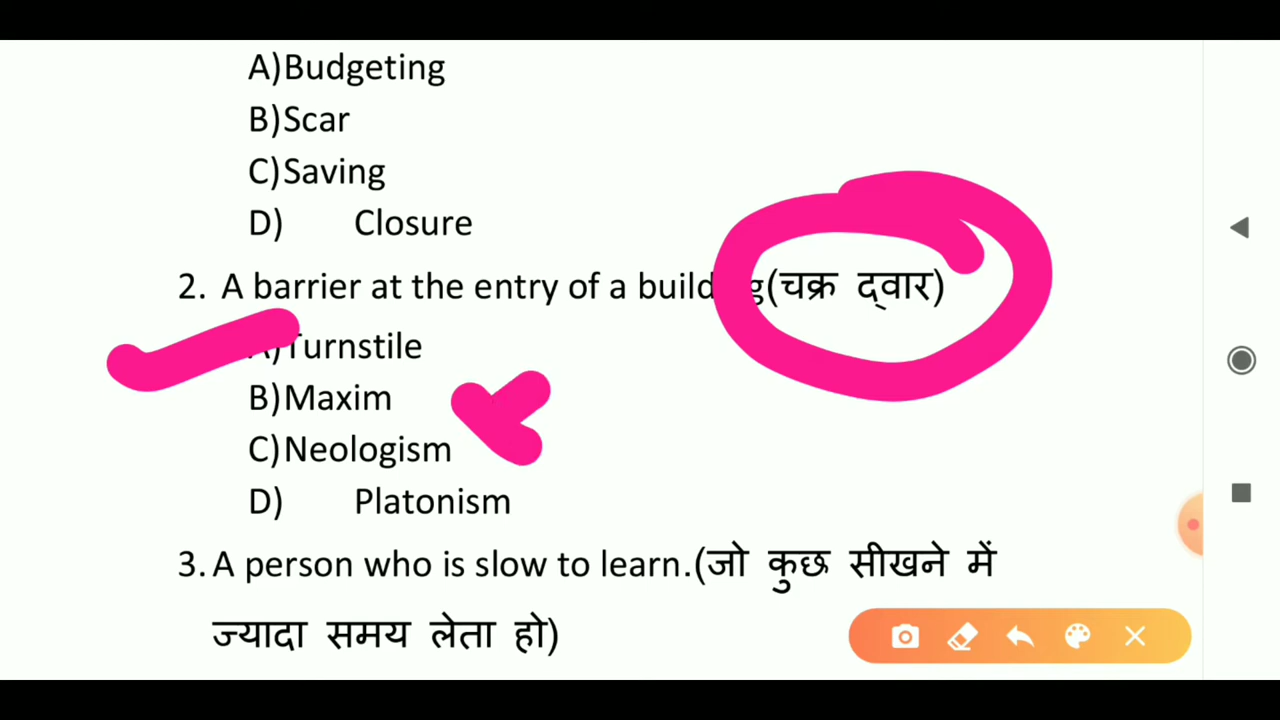 A) Budgeting
B) Scar
C) Saving
D) Closure
2. A barrier at the entry of a building(चक्र द्वार)
A) Turnstile
B) Maxim
C) Neologism
D) Platonism
3. A person who is slow to learn.(जो कुछ सीखने में
ज्यादा समय लेता हो)